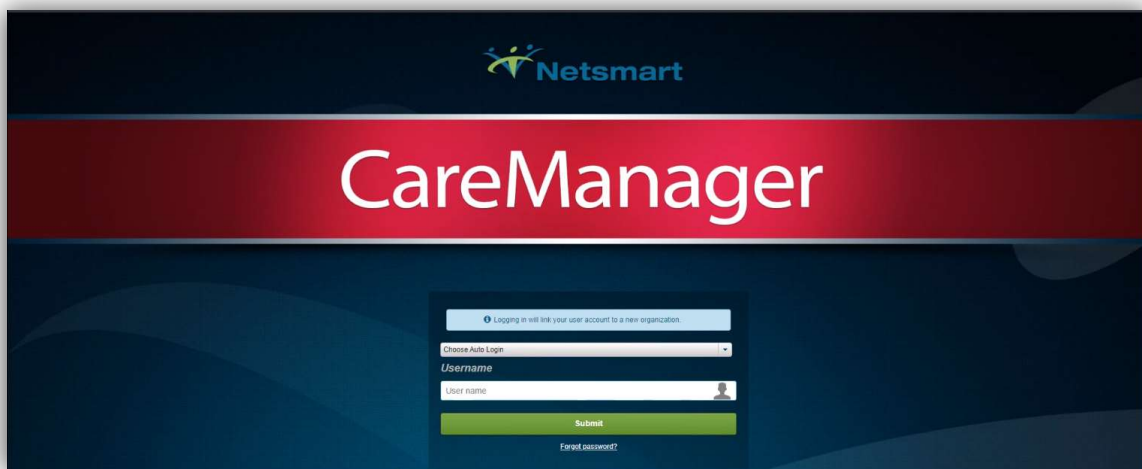 Netsmart
CareManager
Logging in will link your user account to a new organization.
Choose Auto Login
Username
User name
Submit
Forgot password?